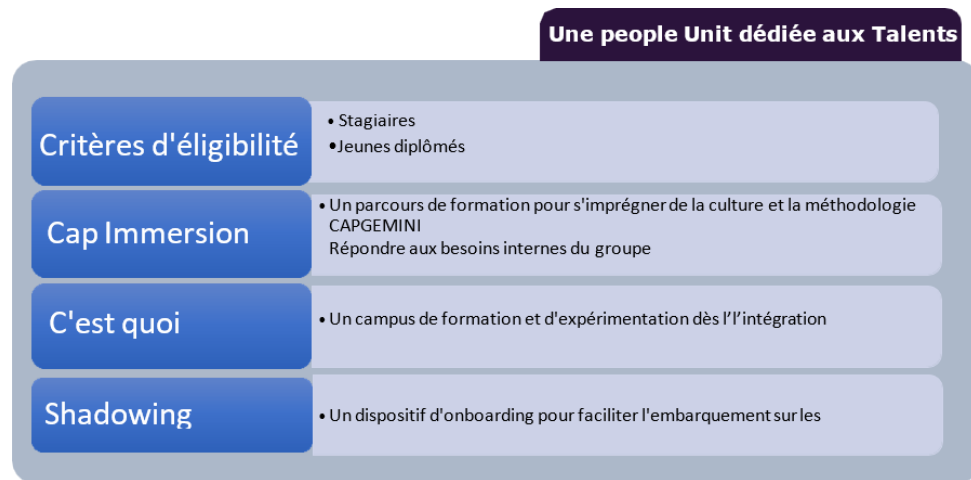 Une people Unit dédiée aux Talents
Critères d'éligibilité
• Stagiaires
•Jeunes diplômés
Cap Immersion
• Un parcours de formation pour s'imprégner de la culture et la méthodologie
CAPGEMINI
Répondre aux besoins internes du groupe
C'est quoi
• Un campus de formation et d'expérimentation dès l’l’intégration
Shadowing
• Un dispositif d'onboarding pour faciliter l'embarquement sur les